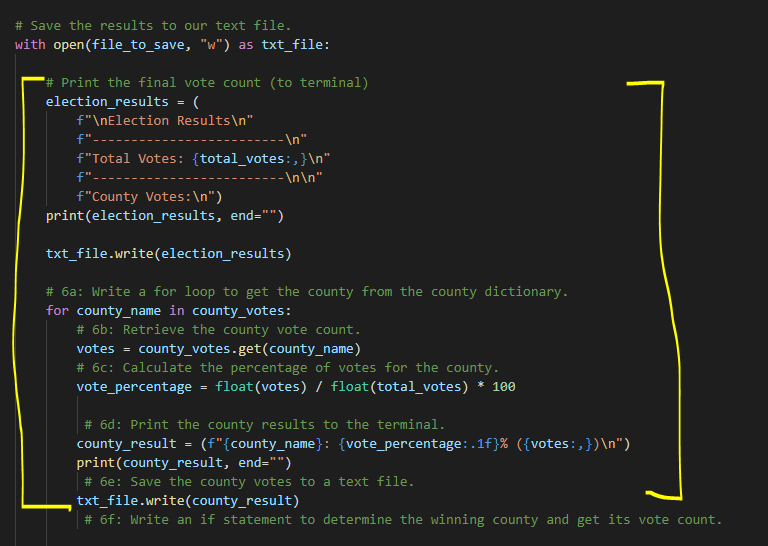 # Save the results to our text file.
with open(file_to_save, "w") as txt_file:
# Print the final vote count (to terminal)
election_results = (
f"\nElection Results\n"
f"-------------------------\n"
f"Total Votes: {total_votes:,}\n"
f"-------------------------\n\n"
f"County Votes:\n")
print(election_results, end="")
txt_file.write(election_results)
# 6a: Write a for loop to get the county from the county dictionary.
for county_name in county_votes:
# 6b: Retrieve the county vote count.
votes = county_votes.get(county_name)
# 6c: Calculate the percentage of votes for the county.
vote_percentage = float(votes) / float(total_votes) * 100
# 6d: Print the county results to the terminal.
county_result = (f"{county_name}: {vote_percentage:.1f}% ({votes:,})\n")
print(county_result, end="")
# 6e: Save the county votes to a text file.
txt_file.write(county_result)
# 6f: Write an if statement to determine the winning county and get its vote count.